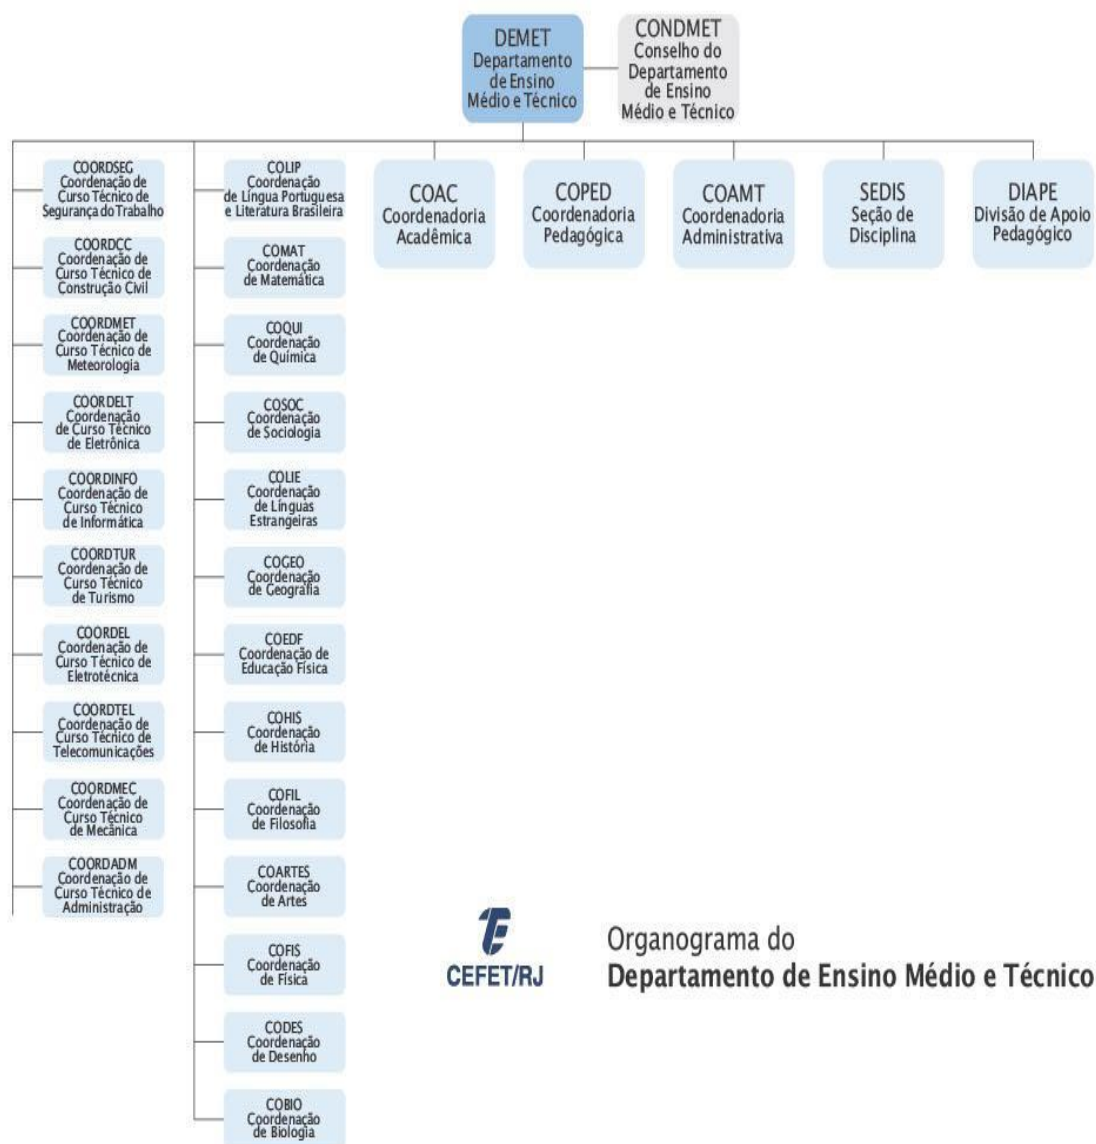 DEMET
Departamento
de Ensino
Médio e Técnico
CONDMET
Conselho do
Departamento
de Ensino
Médio e Técnico
COORDSEG
Coordenação de
Curso Técnico de
Segurança do Trabalho
COORDCC
Coordenação de
Curso Técnico de
Construção Civil
COORDMET
Coordenação de
Curso Técnico de
Meteorologia
COORDELT
Coordenação
de Curso Técnico
de Eletrônica
COORDINFO
Coordenação de
Curso Técnico
de Informática
COORDTUR
Coordenação de
Curso Técnico
de Turismo
COORDEL
Coordenação de
Curso Técnico de
Eletrotécnica
COORDTEL
Coordenação de
Curso Técnico de
Telecomunicações
COORDMEC
Coordenação de
Curso Técnico
de Mecânica
COORDADM
Coordenação de
Curso Técnico de
Administração
COLIP
Coordenação
de Língua Portuguesa
e Literatura Brasileira
COMAT
Coordenação
de Matemática
COQUI
Coordenação
de Química
COSOC
Coordenação
de Sociologia
COLIE
Coordenação
de Línguas
Estrangeiras
COGEO
Coordenação
de Geografia
COEDF
Coordenação de
Educação Física
COHIS
Coordenação
de História
COFIL
Coordenação
de Filosofia
COARTES
Coordenação
de Artes
COFIS
Coordenação
de Física
CODES
Coordenação
de Desenho
COBIO
Coordenação
de Biologia
COAC
Coordenadoria
Acadêmica
COPED
Coordenadoria
Pedagógica
COAMT
Coordenadoria
Administrativa
SEDIS
Seção de
Disciplina
DIAPE
Divisão de Apoio
Pedagógico
CEFET/RJ
Organograma do
Departamento de Ensino Médio e Técnico